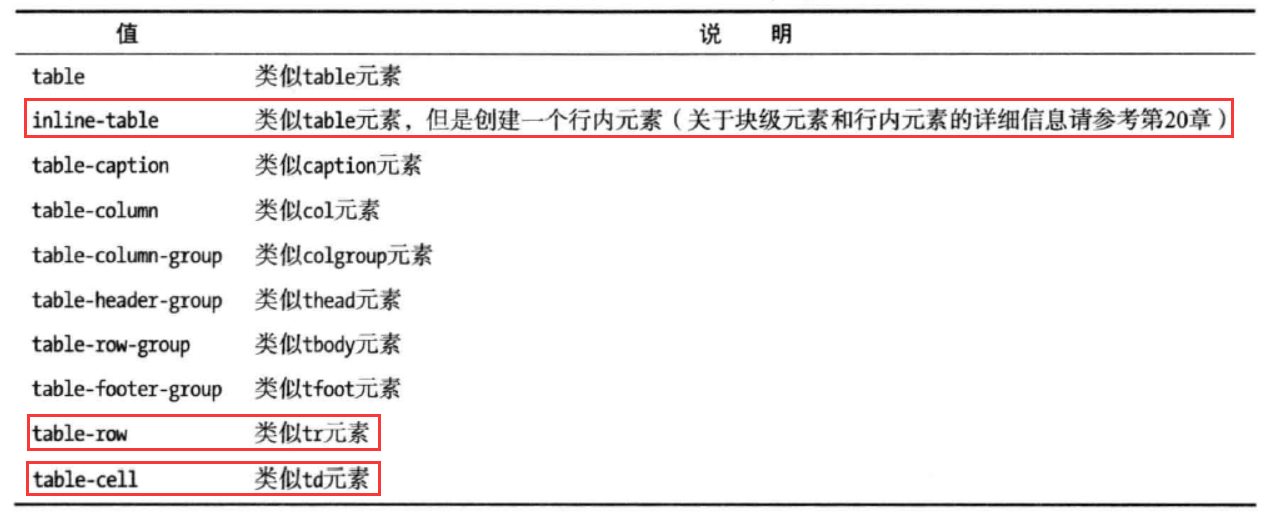 值 说 明
table 类似table元素
inline-table 类似table元素，但是创建一个行内元素（关于块级元素和行内元素的详细信息请参考第20章）
table-caption 类似caption元素
table-column 类似col元素
table-column-group 类似colgroup元素
table-header-group 类似thead元素
table-row-group 类似tbody元素
table-footer-group 类似tfoot元素
table-row 类似tr元素
table-cell 类似td元素